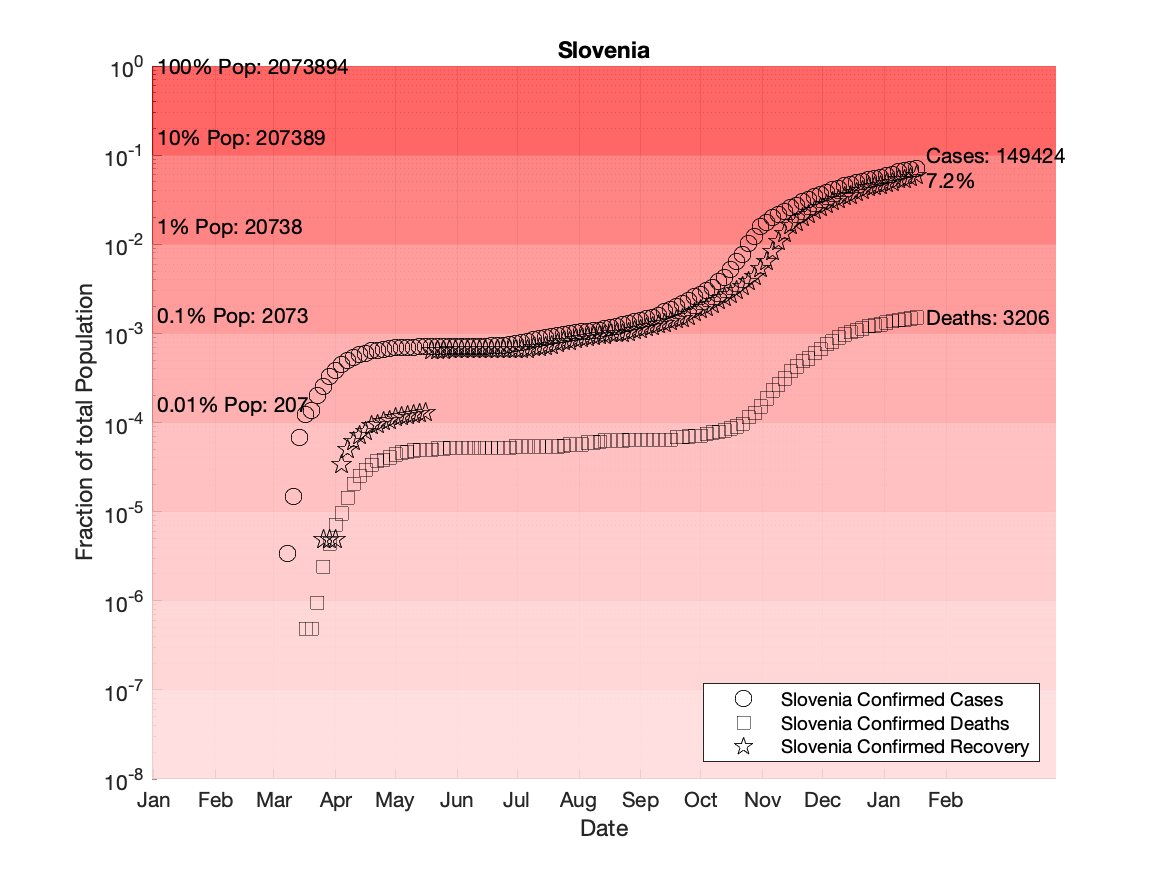 Slovenia
10^0
100% Pop: 2073894
10% Pop: 207389
10^-1
Cases: 149424
7.2%
1% Pop: 20738
10^-2
0.1% Pop: 2073
Deaths: 3206
10^-3
0.01% Pop: 207
10^-4
10^-5
10^-6
10^-7
10^-8
Fraction of total Population
Slovenia Confirmed Cases
Slovenia Confirmed Deaths
Slovenia Confirmed Recovery
Jan Feb Mar Apr May Jun Jul Aug Sep Oct Nov Dec Jan Feb
Date